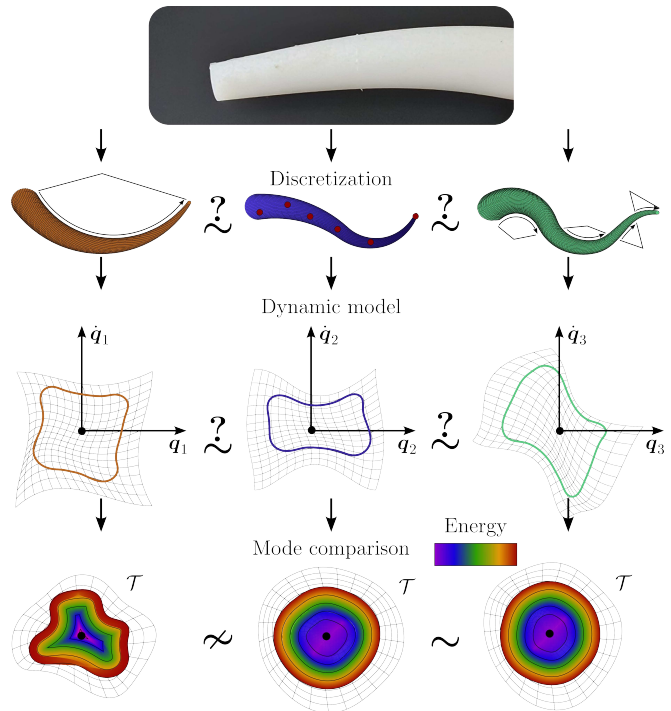 Discretization
?
∼
?
∼
Dynamic model
q̇₁
q̇₂
q̇₃
?
∼
?
∼
q₁
q₂
q₃
Energy
Mode comparison
𝒯
𝒯
𝒯
≁
∼